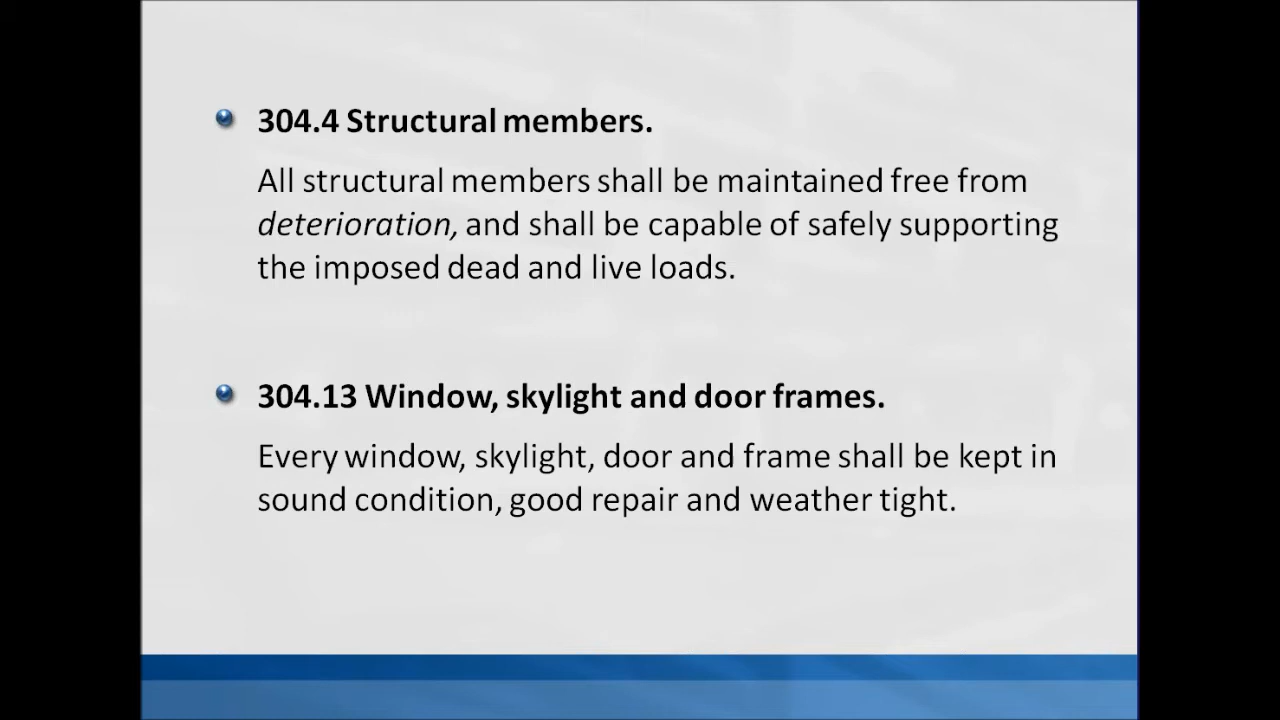 304.4 Structural members.
All structural members shall be maintained free from
deterioration, and shall be capable of safely supporting
the imposed dead and live loads.
304.13 Window, skylight and door frames.
Every window, skylight, door and frame shall be kept in
sound condition, good repair and weather tight.